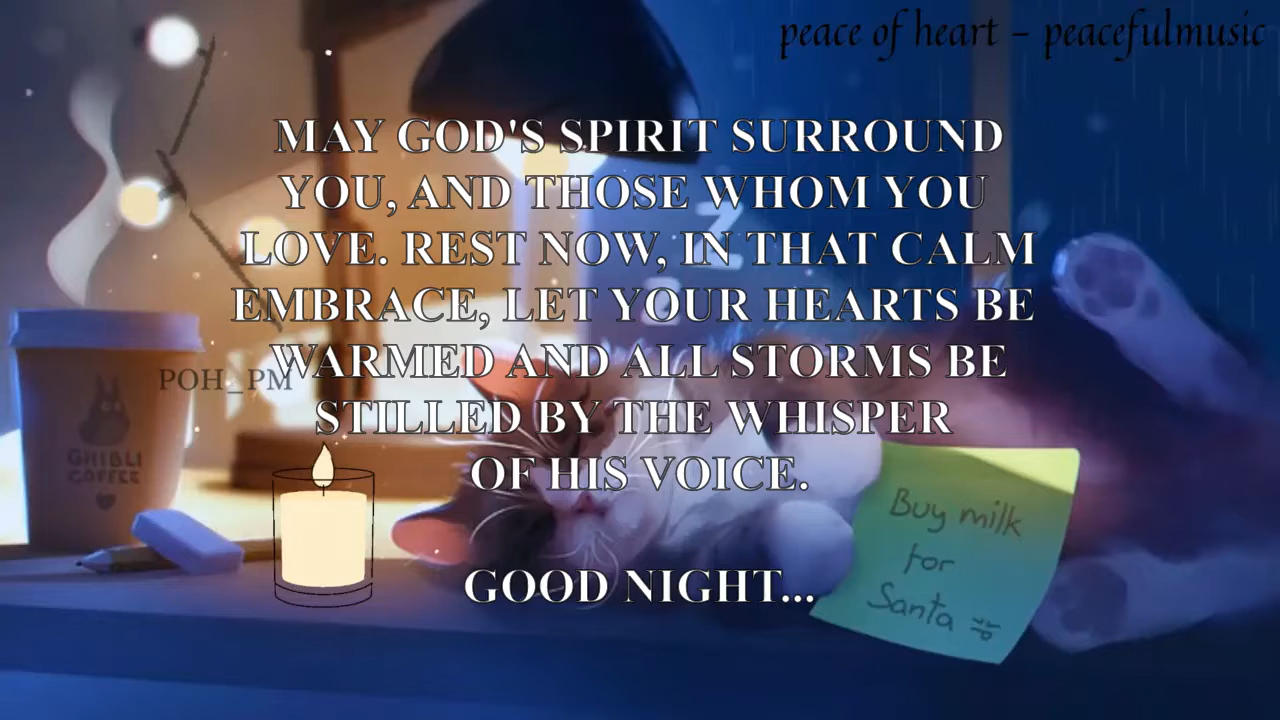 peace of heart - peacefulmusic
MAY GOD'S SPIRIT SURROUND
YOU, AND THOSE WHOM YOU
LOVE. REST NOW, IN THAT CALM
EMBRACE, LET YOUR HEARTS BE
WARMED AND ALL STORMS BE
STILLED BY THE WHISPER
OF HIS VOICE.
GOOD NIGHT...
POH_PM
GHIBLI
COFFEE
Buy milk
for
Santa
Z